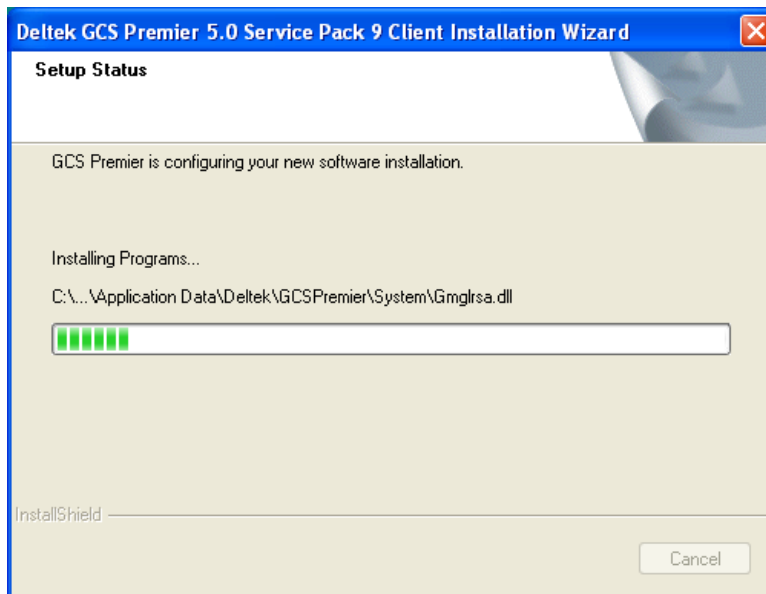 Deltek GCS Premier 5.0 Service Pack 9 Client Installation Wizard
Setup Status
GCS Premier is configuring your new software installation.
Installing Programs...
C:\...\Application Data\Deltek\GCSPremier\System\Gmglrsa.dll
InstallShield
Cancel